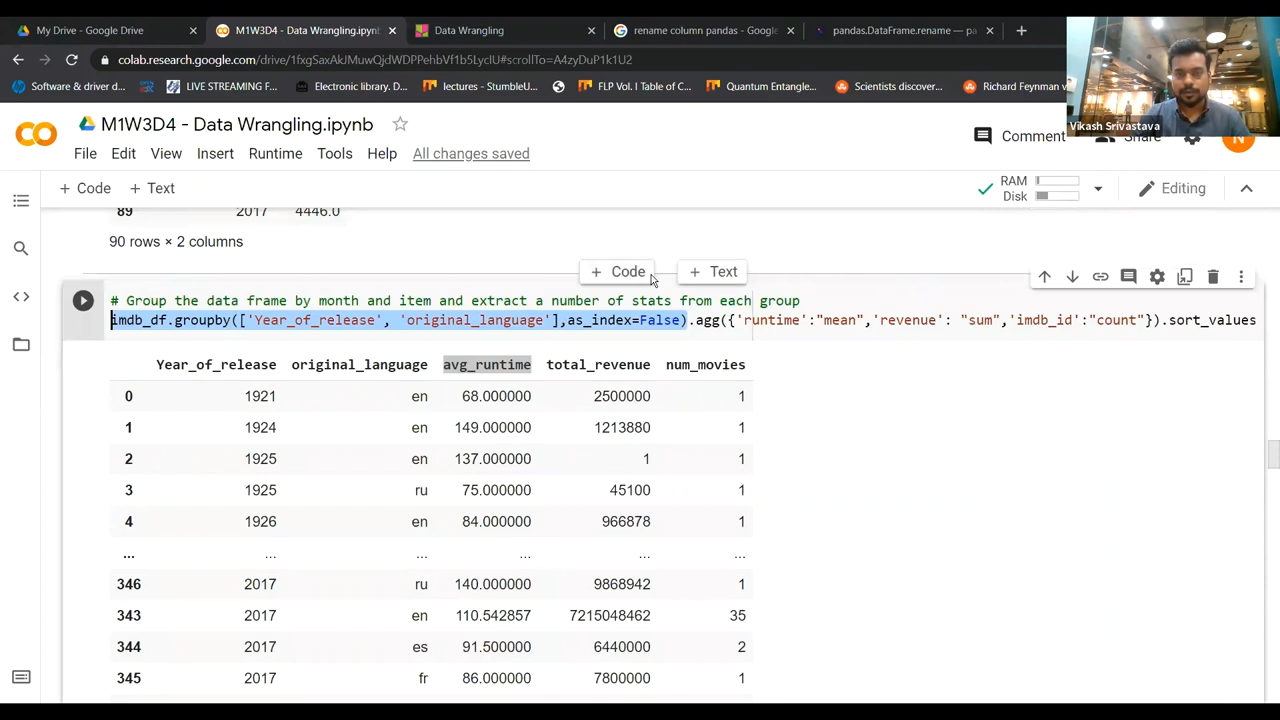 My Drive - Google Drive
M1W3D4 - Data Wrangling.ipynb
Data Wrangling
rename column pandas - Google
pandas.DataFrame.rename — pa
colab.research.google.com/drive/1fxgSaxAkJMuwQjdWDPPehbVf1b5LycIU#scrollTo=A4zyDuP1k1U2
Software & driver d...
LIVE STREAMING F...
Electronic library. D...
lectures - StumbleU...
FLP Vol. I Table of C...
Quantum Entangle...
Scientists discover...
Richard Feynman v
Vikash Srivastava
M1W3D4 - Data Wrangling.ipynb
Comment
Share
N
File Edit View Insert Runtime Tools Help All changes saved
+ Code + Text
RAM
Disk
Editing
89 2017 4446.0
90 rows × 2 columns
+ Code + Text
# Group the data frame by month and item and extract a number of stats from each group
imdb_df.groupby(['Year_of_release', 'original_language'],as_index=False).agg({'runtime':"mean",'revenue': "sum",'imdb_id':"count"}).sort_values
Year_of_release original_language avg_runtime total_revenue num_movies
0 1921 en 68.000000 2500000 1
1 1924 en 149.000000 1213880 1
2 1925 en 137.000000 1 1
3 1925 ru 75.000000 45100 1
4 1926 en 84.000000 966878 1
... ... ... ... ... ...
346 2017 ru 140.000000 9868942 1
343 2017 en 110.542857 7215048462 35
344 2017 es 91.500000 6440000 2
345 2017 fr 86.000000 7800000 1